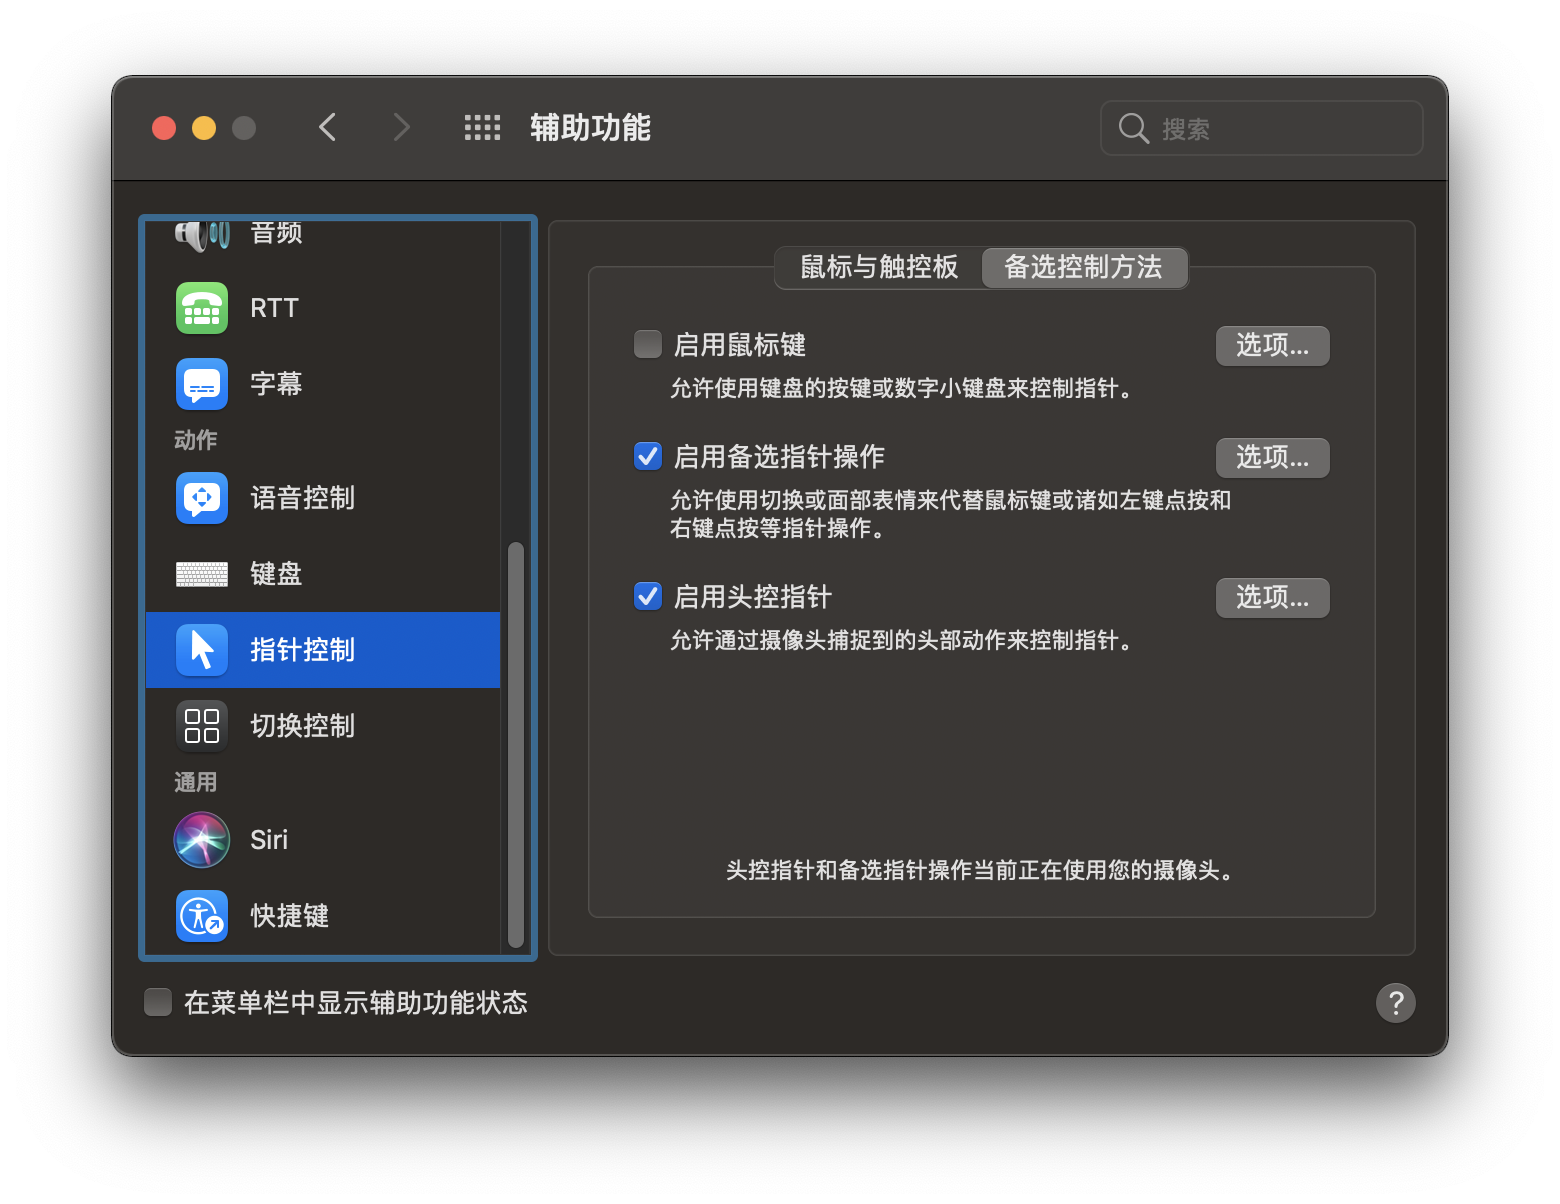 辅助功能
搜索
音频
RTT
字幕
动作
语音控制
键盘
指针控制
切换控制
通用
Siri
快捷键
鼠标与触控板
备选控制方法
启用鼠标键
选项...
允许使用键盘的按键或数字小键盘来控制指针。
启用备选指针操作
选项...
允许使用切换或面部表情来代替鼠标键或诸如左键点按和
右键点按等指针操作。
启用头控指针
选项...
允许通过摄像头捕捉到的头部动作来控制指针。
头控指针和备选指针操作当前正在使用您的摄像头。
在菜单栏中显示辅助功能状态
?